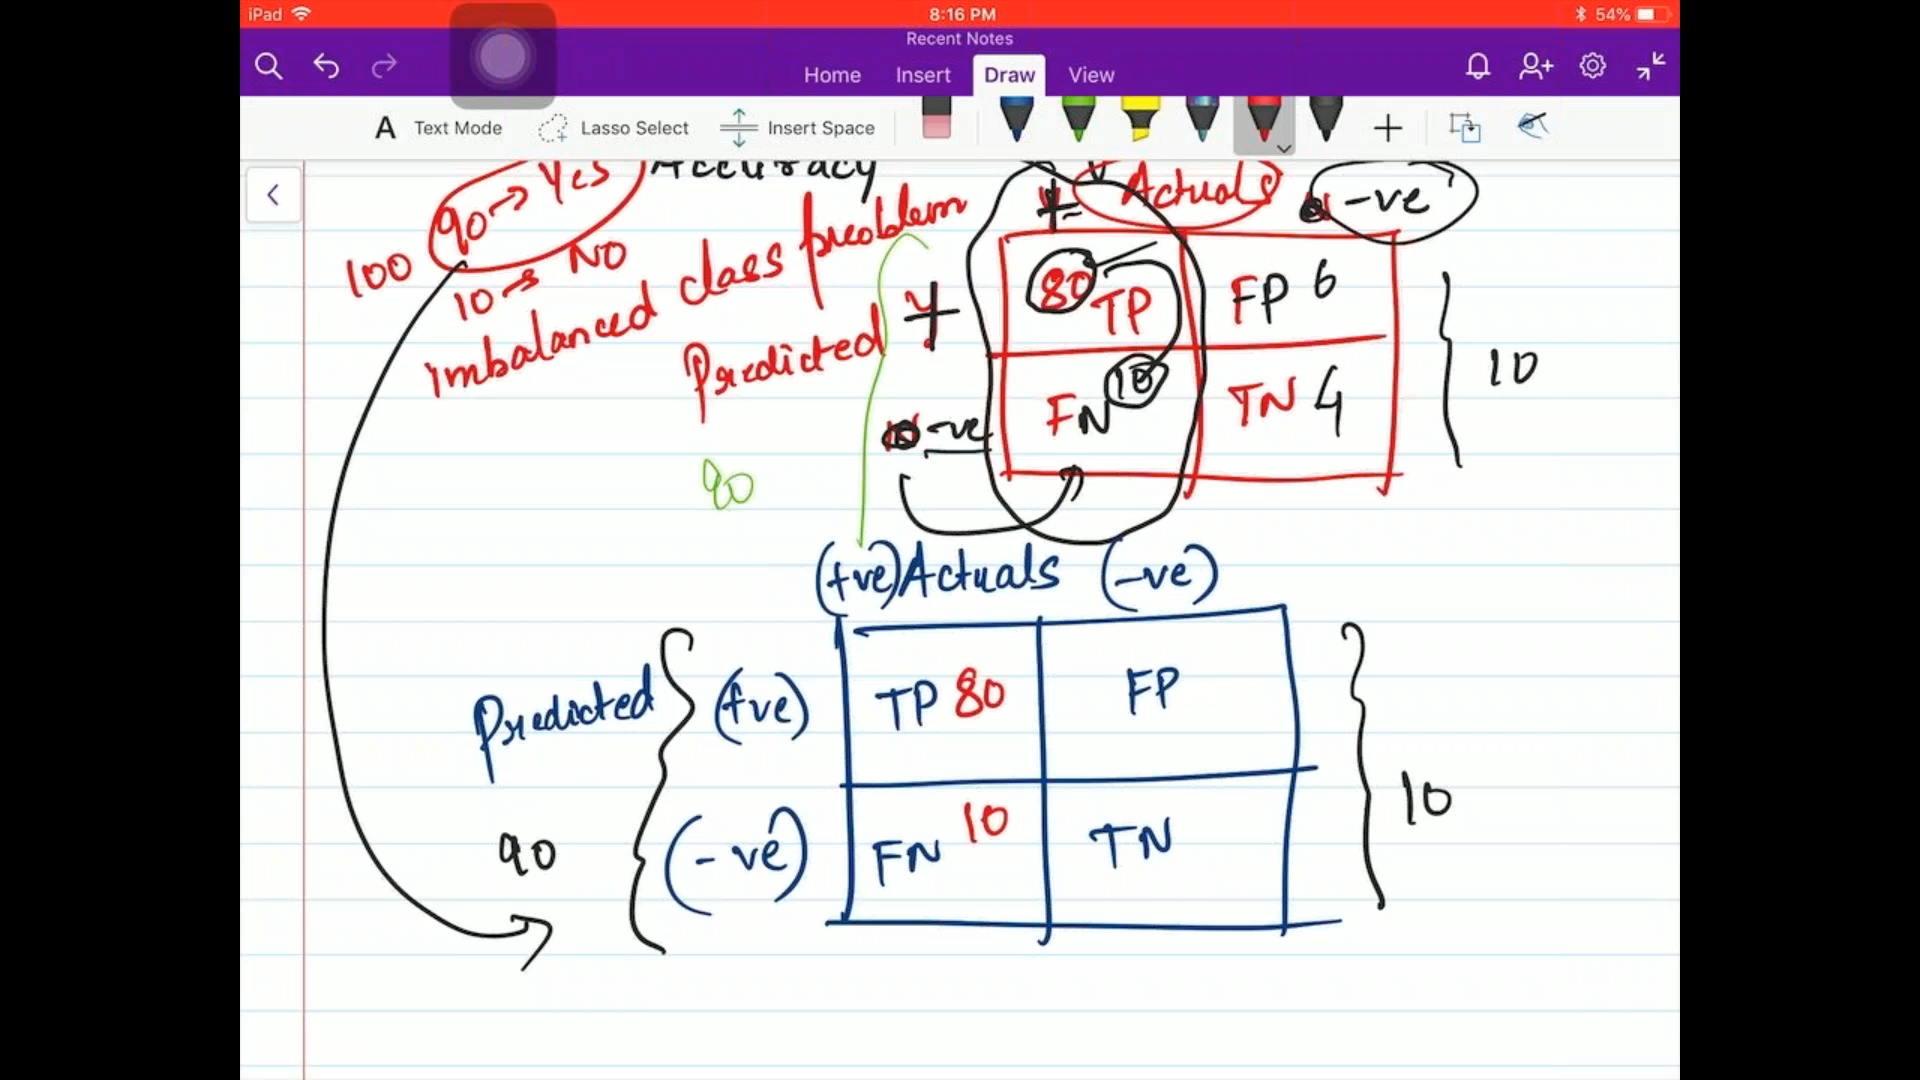 iPad 8:16 PM 54%
Recent Notes
Home Insert Draw View
A Text Mode Lasso Select Insert Space
Accuracy
100 90 → Yes
10 → NO
imbalanced class problem
Actuals -ve
+
Predicted +
80 TP FP 6
10
-ve FN 10 TN 4
90
(+ve) Actuals (-ve)
Predicted (+ve) TP 80 FP
10
90 (-ve) FN 10 TN